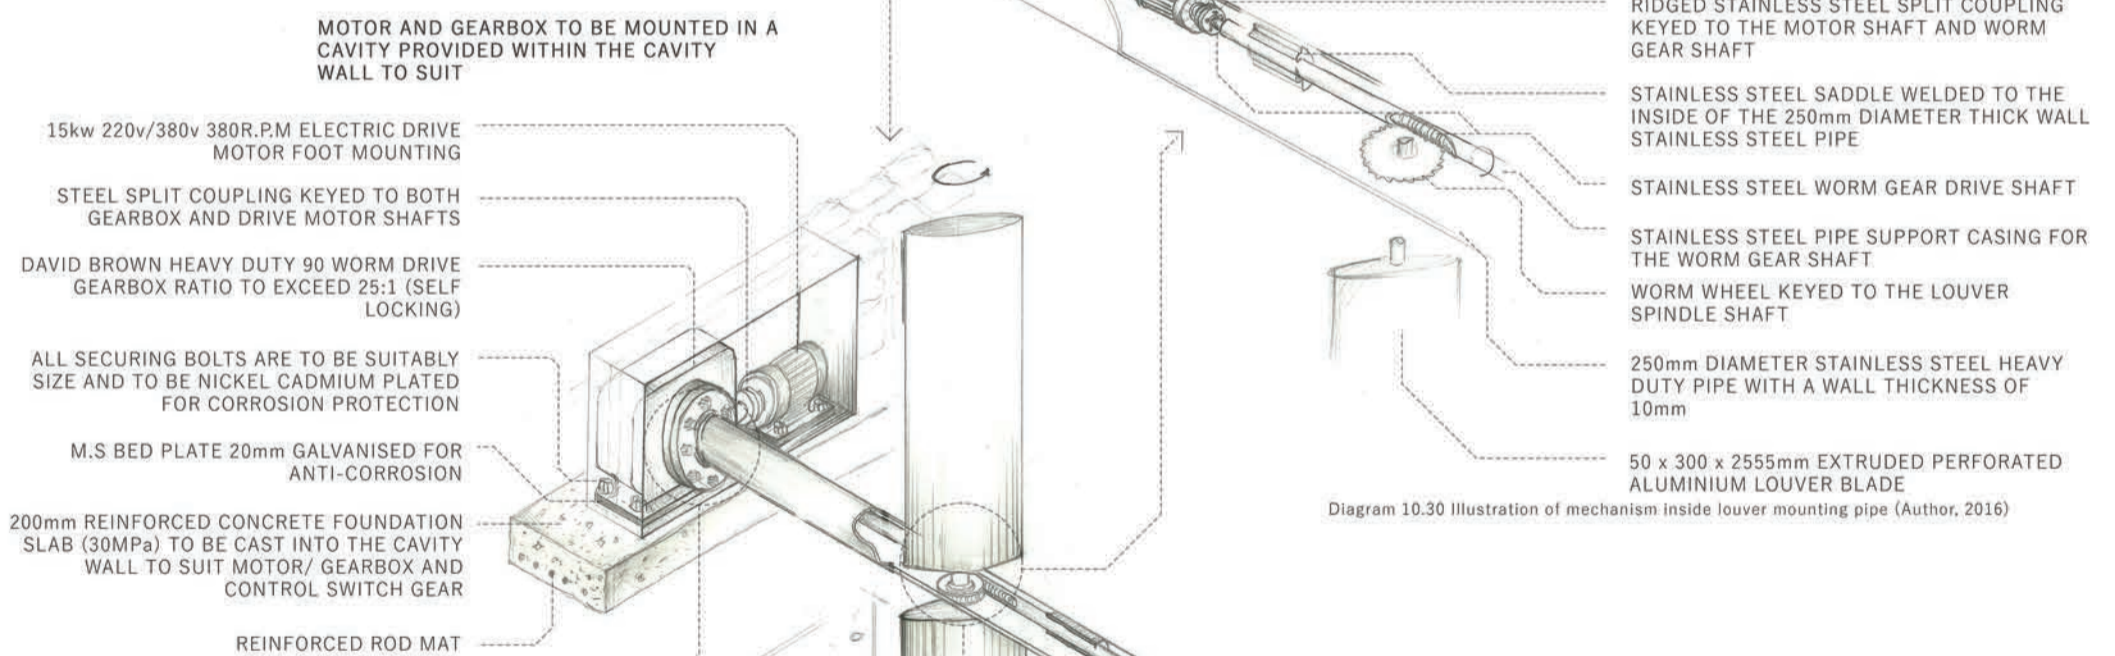 MOTOR AND GEARBOX TO BE MOUNTED IN A
CAVITY PROVIDED WITHIN THE CAVITY
WALL TO SUIT
15kw 220v/380v 380R.P.M ELECTRIC DRIVE
MOTOR FOOT MOUNTING
STEEL SPLIT COUPLING KEYED TO BOTH
GEARBOX AND DRIVE MOTOR SHAFTS
DAVID BROWN HEAVY DUTY 90 WORM DRIVE
GEARBOX RATIO TO EXCEED 25:1 (SELF
LOCKING)
ALL SECURING BOLTS ARE TO BE SUITABLY
SIZE AND TO BE NICKEL CADMIUM PLATED
FOR CORROSION PROTECTION
M.S BED PLATE 20mm GALVANISED FOR
ANTI-CORROSION
200mm REINFORCED CONCRETE FOUNDATION
SLAB (30MPa) TO BE CAST INTO THE CAVITY
WALL TO SUIT MOTOR/ GEARBOX AND
CONTROL SWITCH GEAR
REINFORCED ROD MAT
RIDGED STAINLESS STEEL SPLIT COUPLING
KEYED TO THE MOTOR SHAFT AND WORM
GEAR SHAFT
STAINLESS STEEL SADDLE WELDED TO THE
INSIDE OF THE 250mm DIAMETER THICK WALL
STAINLESS STEEL PIPE
STAINLESS STEEL WORM GEAR DRIVE SHAFT
STAINLESS STEEL PIPE SUPPORT CASING FOR
THE WORM GEAR SHAFT
WORM WHEEL KEYED TO THE LOUVER
SPINDLE SHAFT
250mm DIAMETER STAINLESS STEEL HEAVY
DUTY PIPE WITH A WALL THICKNESS OF
10mm
50 x 300 x 2555mm EXTRUDED PERFORATED
ALUMINIUM LOUVER BLADE
Diagram 10.30 Illustration of mechanism inside louver mounting pipe (Author, 2016)